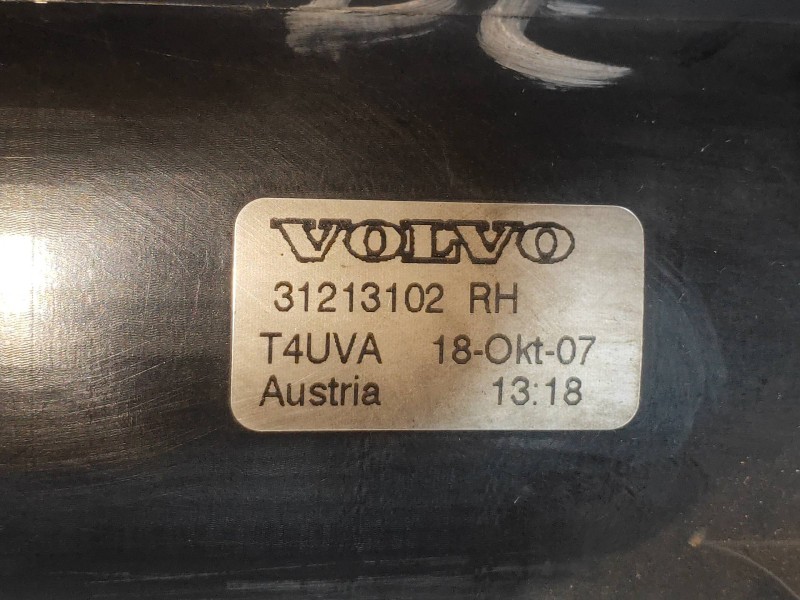 VOLVO
31213102 RH
T4UVA 18-Okt-07
Austria 13:18